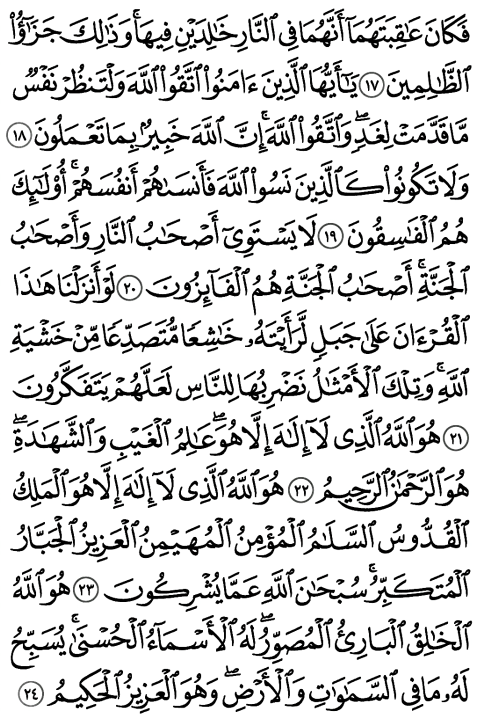 فَكَانَ عَٰقِبَتَهُمَآ أَنَّهُمَا فِى ٱلنَّارِ خَٰلِدَيْنِ فِيهَا ۚ وَذَٰلِكَ جَزَٰٓؤُا۟
ٱلظَّٰلِمِينَ ١٧ يَٰٓأَيُّهَا ٱلَّذِينَ ءَامَنُوا۟ ٱتَّقُوا۟ ٱللَّهَ وَلْتَنظُرْ نَفْسٌ
مَّا قَدَّمَتْ لِغَدٍ ۖ وَٱتَّقُوا۟ ٱللَّهَ ۚ إِنَّ ٱللَّهَ خَبِيرٌۢ بِمَا تَعْمَلُونَ ١٨
وَلَا تَكُونُوا۟ كَٱلَّذِينَ نَسُوا۟ ٱللَّهَ فَأَنسَىٰهُمْ أَنفُسَهُمْ ۚ أُو۟لَٰٓئِكَ
هُمُ ٱلْفَٰسِقُونَ ١٩ لَا يَسْتَوِىٓ أَصْحَٰبُ ٱلنَّارِ وَأَصْحَٰبُ
ٱلْجَنَّةِ ۚ أَصْحَٰبُ ٱلْجَنَّةِ هُمُ ٱلْفَآئِزُونَ ٢٠ لَوْ أَنزَلْنَا هَٰذَا
ٱلْقُرْءَانَ عَلَىٰ جَبَلٍ لَّرَأَيْتَهُۥ خَٰشِعًا مُّتَصَدِّعًا مِّنْ خَشْيَةِ
ٱللَّهِ ۚ وَتِلْكَ ٱلْأَمْثَٰلُ نَضْرِبُهَا لِلنَّاسِ لَعَلَّهُمْ يَتَفَكَّرُونَ
٢١ هُوَ ٱللَّهُ ٱلَّذِى لَآ إِلَٰهَ إِلَّا هُوَ ۖ عَٰلِمُ ٱلْغَيْبِ وَٱلشَّهَٰدَةِ ۖ
هُوَ ٱلرَّحْمَٰنُ ٱلرَّحِيمُ ٢٢ هُوَ ٱللَّهُ ٱلَّذِى لَآ إِلَٰهَ إِلَّا هُوَ ٱلْمَلِكُ
ٱلْقُدُّوسُ ٱلسَّلَٰمُ ٱلْمُؤْمِنُ ٱلْمُهَيْمِنُ ٱلْعَزِيزُ ٱلْجَبَّارُ
ٱلْمُتَكَبِّرُ ۚ سُبْحَٰنَ ٱللَّهِ عَمَّا يُشْرِكُونَ ٢٣ هُوَ ٱللَّهُ
ٱلْخَٰلِقُ ٱلْبَارِئُ ٱلْمُصَوِّرُ ۖ لَهُ ٱلْأَسْمَآءُ ٱلْحُسْنَىٰ ۚ يُسَبِّحُ
لَهُۥ مَا فِى ٱلسَّمَٰوَٰتِ وَٱلْأَرْضِ ۖ وَهُوَ ٱلْعَزِيزُ ٱلْحَكِيمُ ٢٤